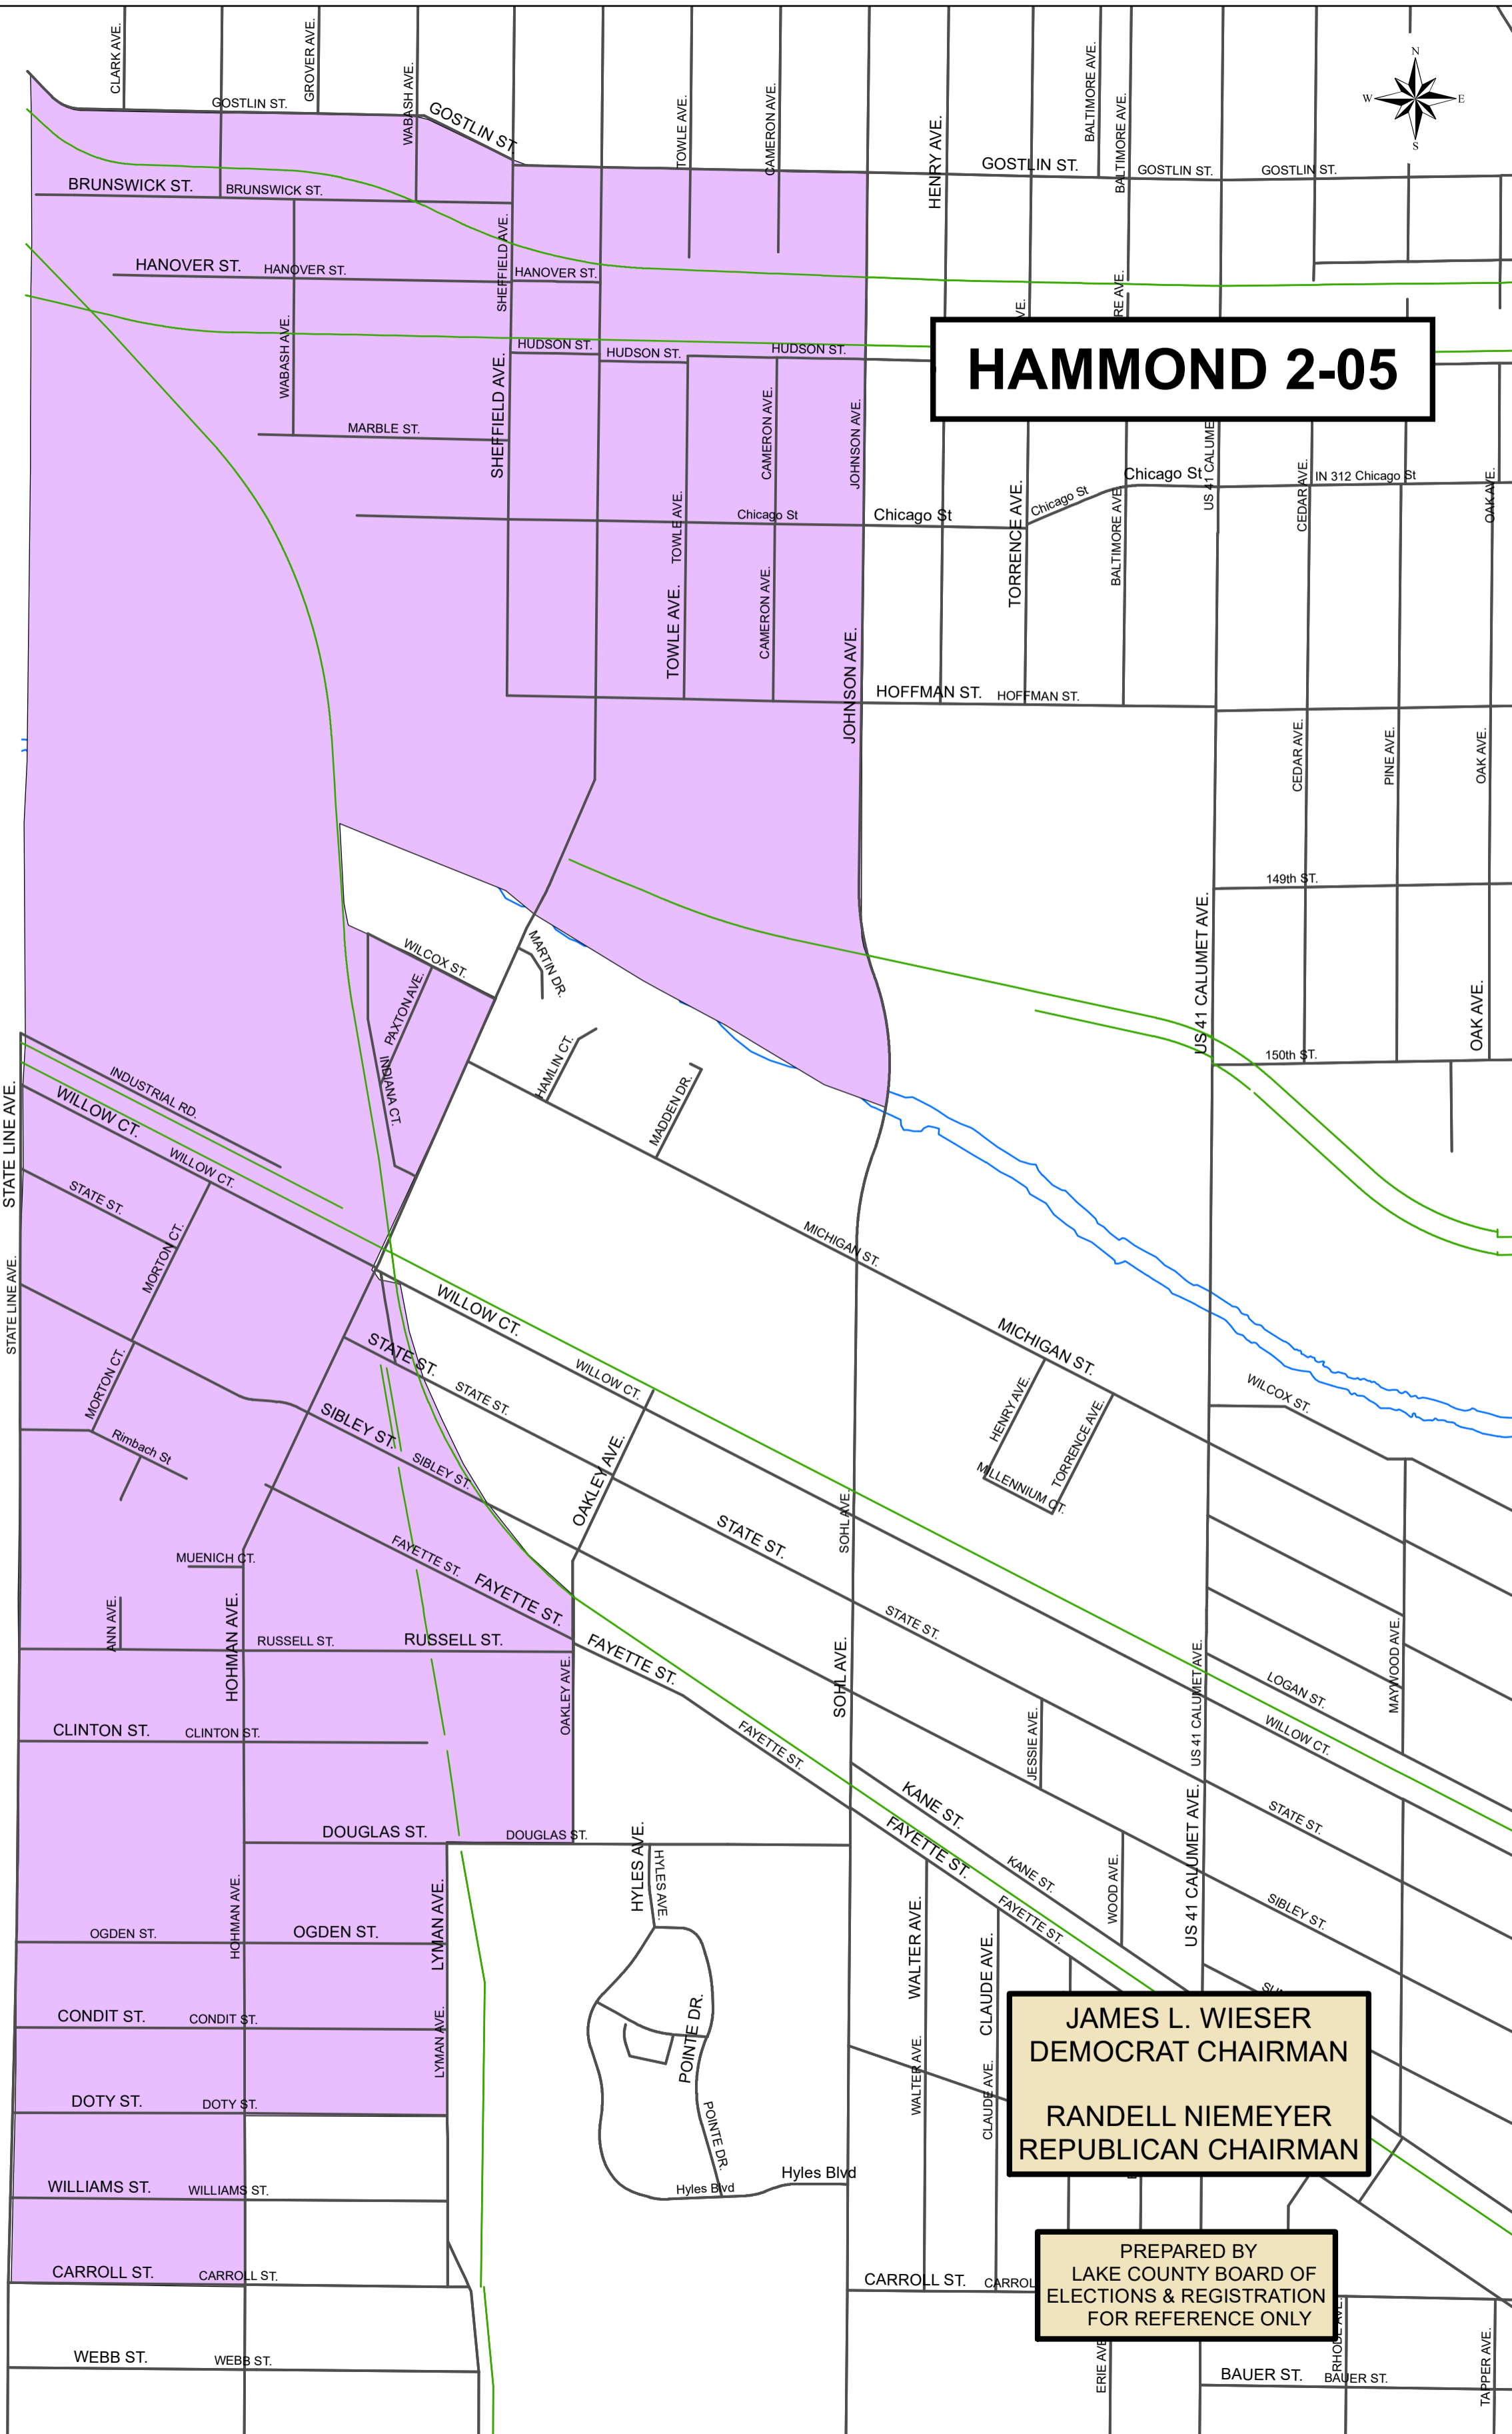 CLARK AVE.
GROVER AVE.
WABASH AVE.
GOSTLIN ST.
GOSTLIN ST
TOWLE AVE.
CAMERON AVE.
HENRY AVE.
BALTIMORE AVE.
BALTIMORE AVE.
N
W
E
S
GOSTLIN ST.
GOSTLIN ST.
GOSTLIN ST.
BRUNSWICK ST.
BRUNSWICK ST.
SHEFFIELD AVE.
HANOVER ST.
HANOVER ST.
HANOVER ST.
VE.
RE AVE.
WABASH AVE.
HUDSON ST.
HUDSON ST.
HUDSON ST.
HAMMOND 2-05
SHEFFIELD AVE.
MARBLE ST.
CAMERON AVE.
JOHNSON AVE.
US 41 CALUME
Chicago St
IN 312 Chicago St
CEDAR AVE.
OAK AVE.
Chicago St
Chicago St
Chicago St
TORRENCE AVE.
BALTIMORE AVE.
TOWLE AVE.
TOWLE AVE.
CAMERON AVE.
JOHNSON AVE.
HOFFMAN ST.
HOFFMAN ST.
CEDAR AVE.
PINE AVE.
OAK AVE.
149th ST.
US 41 CALUMET AVE.
OAK AVE.
150th ST.
WILCOX ST.
MARTIN DR.
PAXTON AVE.
INDIANA CT.
HAMLIN CT.
MADDEN DR.
INDUSTRIAL RD.
STATE LINE AVE.
WILLOW CT.
WILLOW CT.
STATE ST.
MORTON CT.
STATE LINE AVE.
MORTON CT.
MICHIGAN ST.
MICHIGAN ST.
WILLOW CT.
WILLOW CT.
STATE ST.
STATE ST.
SIBLEY ST.
SIBLEY ST.
Rimbach St
OAKLEY AVE.
HENRY AVE.
TORRENCE AVE.
MILLENNIUM CT.
WILCOX ST.
SOHL AVE.
STATE ST.
STATE ST.
FAYETTE ST.
FAYETTE ST.
MUENICH CT.
ANN AVE.
HOHMAN AVE.
RUSSELL ST.
RUSSELL ST.
FAYETTE ST.
OAKLEY AVE.
SOHL AVE.
US 41 CALUMET AVE.
MAYWOOD AVE.
LOGAN ST.
WILLOW CT.
CLINTON ST.
CLINTON ST.
FAYETTE ST.
JESSIE AVE.
KANE ST.
FAYETTE ST.
KANE ST.
FAYETTE ST.
US 41 CALUMET AVE.
STATE ST.
SIBLEY ST.
WOOD AVE.
DOUGLAS ST.
DOUGLAS ST.
HYLES AVE.
HYLES AVE.
HOHMAN AVE.
LYMAN AVE.
OGDEN ST.
OGDEN ST.
WALTER AVE.
CLAUDE AVE.
CONDIT ST.
CONDIT ST.
LYMAN AVE.
POINTE DR.
WALTER AVE.
CLAUDE AVE.
JAMES L. WIESER
DEMOCRAT CHAIRMAN
RANDELL NIEMEYER
REPUBLICAN CHAIRMAN
DOTY ST.
DOTY ST.
POINTE DR.
Hyles Blvd
Hyles Blvd
WILLIAMS ST.
WILLIAMS ST.
CARROLL ST.
CARROLL ST.
CARROLL ST.
CARROL
PREPARED BY
LAKE COUNTY BOARD OF
ELECTIONS & REGISTRATION
FOR REFERENCE ONLY
WEBB ST.
WEBB ST.
ERIE AVE
RHODE AVE.
BAUER ST.
BAUER ST.
TAPPER AVE.